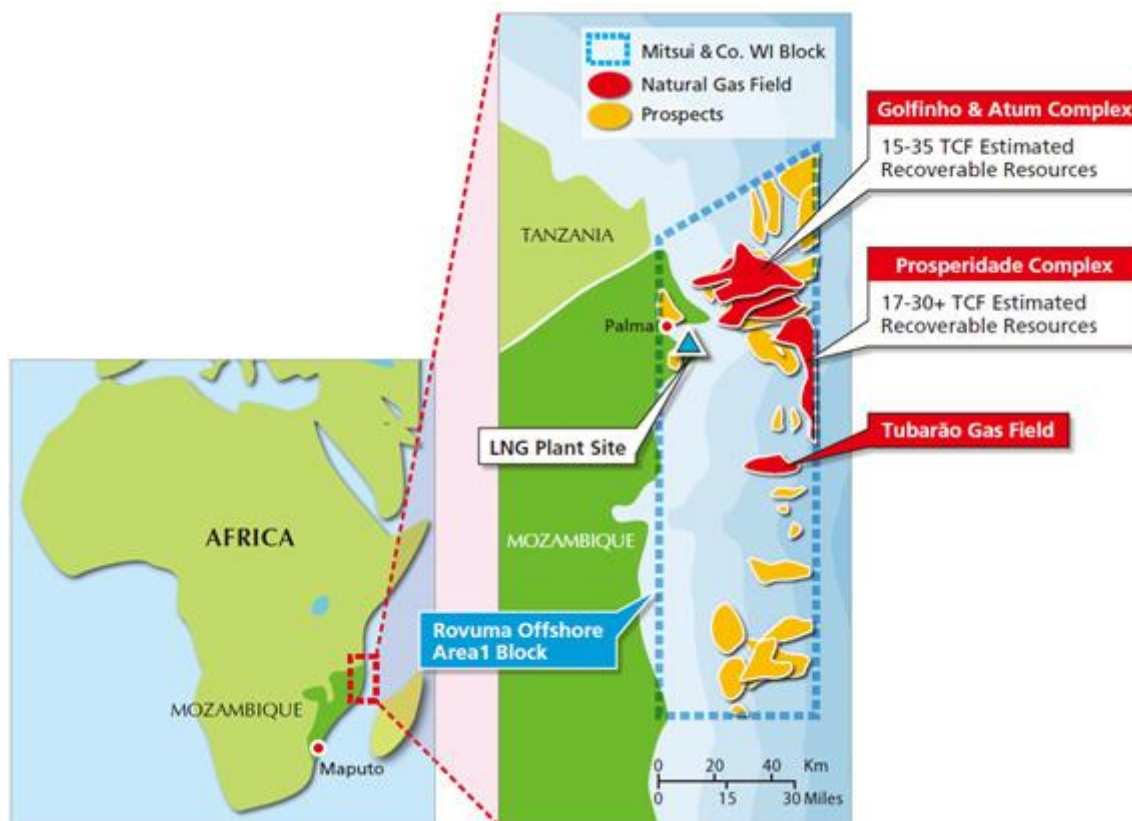 Mitsui & Co. WI Block
Natural Gas Field
Prospects
Golfinho & Atum Complex
15-35 TCF Estimated
Recoverable Resources
TANZANIA
Prosperidade Complex
17-30+ TCF Estimated
Recoverable Resources
Palma
LNG Plant Site
Tubarão Gas Field
AFRICA
MOZAMBIQUE
Rovuma Offshore
Area1 Block
MOZAMBIQUE
Maputo
0 20 40 Km
0 15 30 Miles